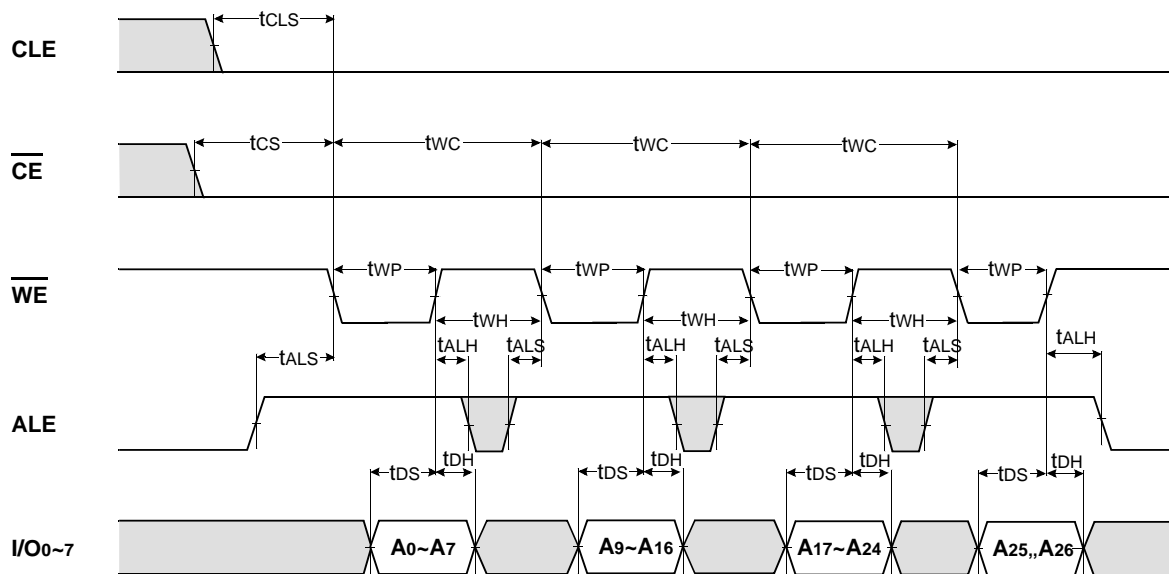 CLE tCLS
CE tCS tWC tWC tWC
WE tWP tWP tWP tWP
tWH tWH tWH
tALS tALH tALS tALH tALS tALH tALS tALH
ALE
tDS tDH tDS tDH tDS tDH tDS tDH
I/O0~7 A0~A7 A9~A16 A17~A24 A25,,A26